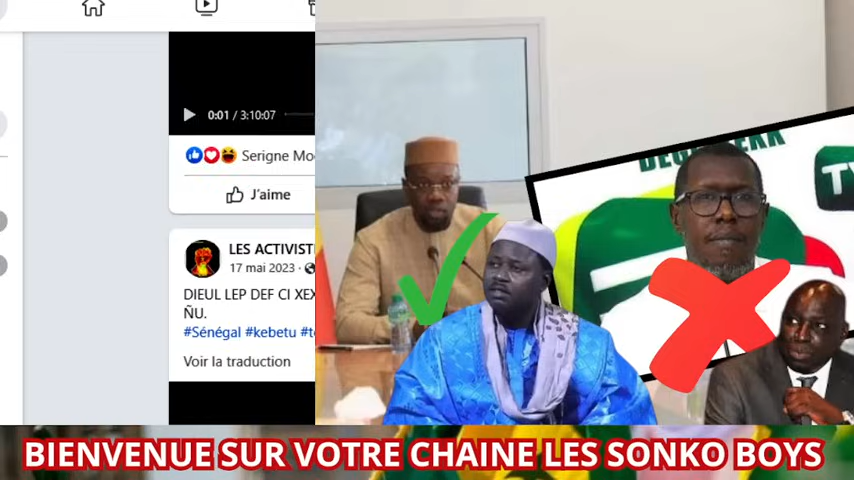 0:01 / 3:10:07
Serigne Mo
J'aime
LES ACTIVIST
17 mai 2023 ·
DIEUL LEP DEF CI XEX
ÑU.
#Sénégal #kebetu #t
Voir la traduction
TV
BIENVENUE SUR VOTRE CHAINE LES SONKO BOYS